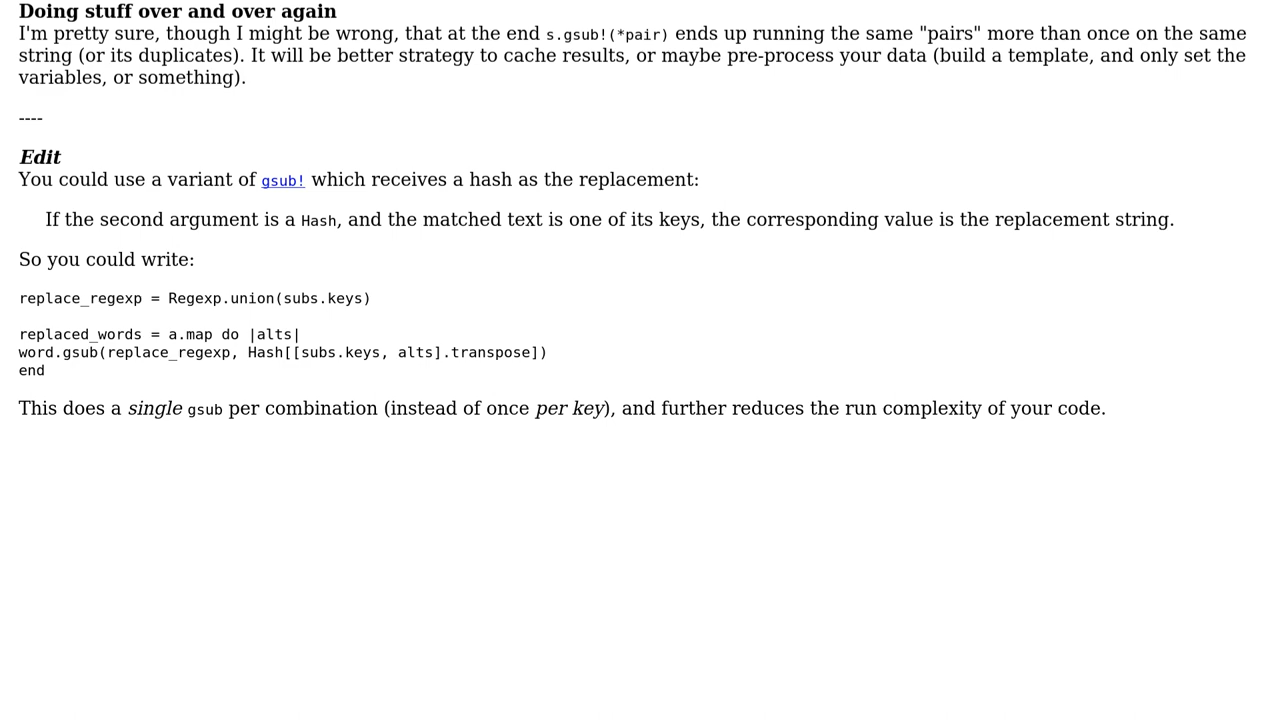 Doing stuff over and over again
I'm pretty sure, though I might be wrong, that at the end s.gsub!(*pair) ends up running the same "pairs" more than once on the same
string (or its duplicates). It will be better strategy to cache results, or maybe pre-process your data (build a template, and only set the
variables, or something).
----
Edit
You could use a variant of gsub! which receives a hash as the replacement:
If the second argument is a Hash, and the matched text is one of its keys, the corresponding value is the replacement string.
So you could write:
replace_regexp = Regexp.union(subs.keys)
replaced_words = a.map do |alts|
word.gsub(replace_regexp, Hash[[subs.keys, alts].transpose])
end
This does a single gsub per combination (instead of once per key), and further reduces the run complexity of your code.